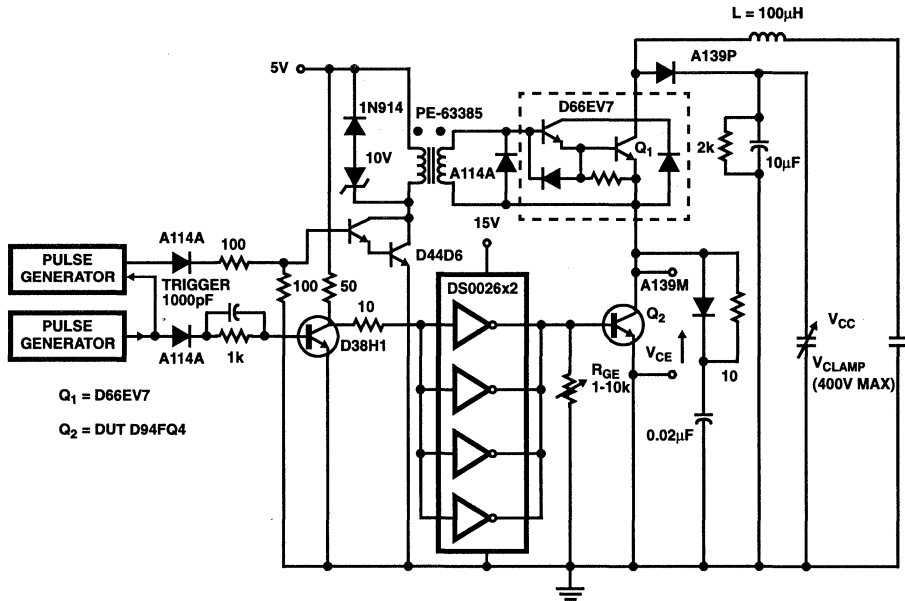 L = 100µH
A139P
5V
1N914
PE-63385
D66EV7
10V
A114A
Q1
2k
10µF
15V
A114A
100
D44D6
PULSE
GENERATOR
TRIGGER
1000pF
100
50
DS0026x2
A139M
10
PULSE
GENERATOR
A114A
1k
D38H1
Q2
VCE
RGE
1-10k
10
VCC
VCLAMP
(400V MAX)
0.02µF
Q1 = D66EV7
Q2 = DUT D94FQ4